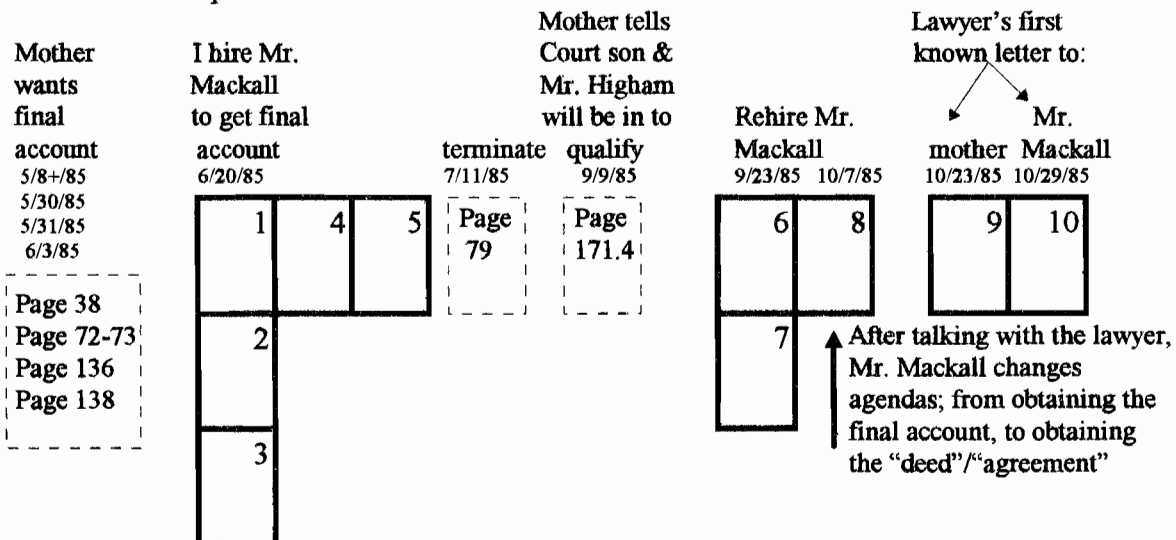 Mother
wants
final
account
5/8+/85
5/30/85
5/31/85
6/3/85
Page 38
Page 72-73
Page 136
Page 138
I hire Mr.
Mackall
to get final
account
6/20/85
1
4
5
2
3
terminate
7/11/85
Page
79
Mother tells
Court son &
Mr. Higham
will be in to
qualify
9/9/85
Page
171.4
Rehire Mr.
Mackall
9/23/85 10/7/85
6
8
7
After talking with the lawyer,
Mr. Mackall changes
agendas; from obtaining the
final account, to obtaining
the “deed”/“agreement”
Lawyer's first
known letter to:
Mr.
mother Mackall
10/23/85 10/29/85
9
10